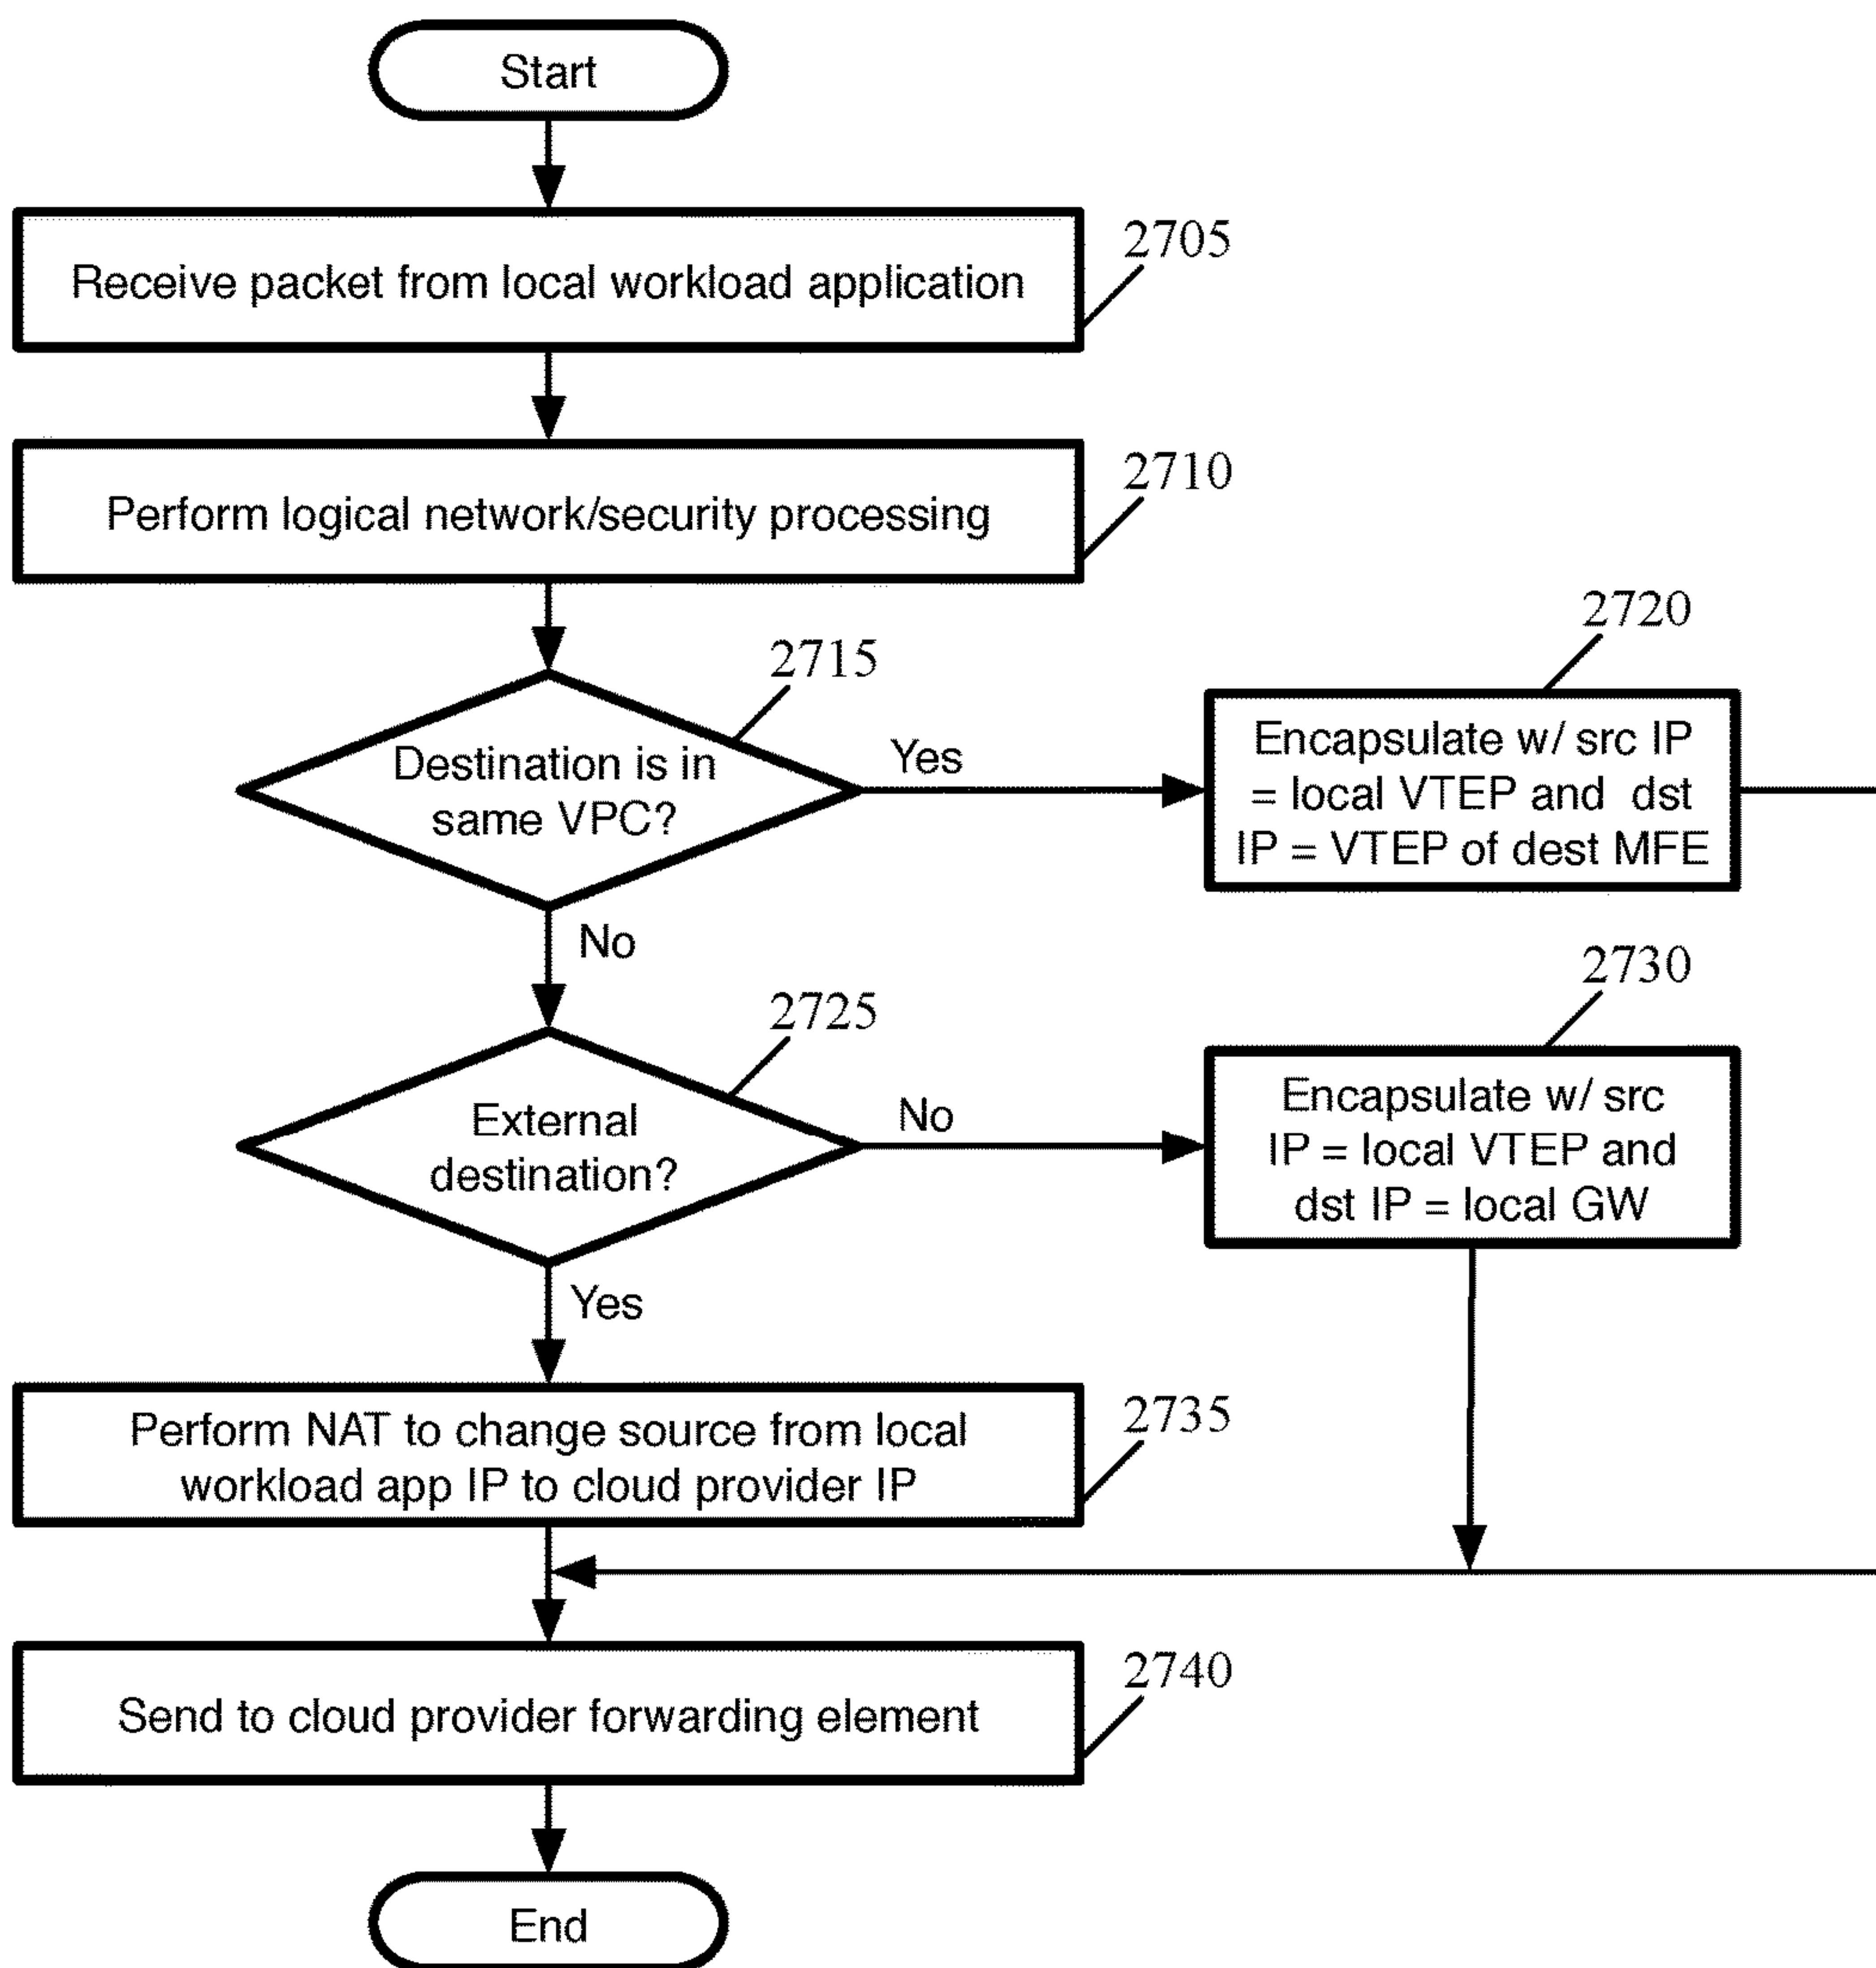 Start
2705
Receive packet from local workload application
2710
Perform logical network/security processing
2715
Destination is in
same VPC?
Yes
2720
Encapsulate w/ src IP
= local VTEP and dst
IP = VTEP of dest MFE
No
2725
External
destination?
No
2730
Encapsulate w/ src
IP = local VTEP and
dst IP = local GW
Yes
2735
Perform NAT to change source from local
workload app IP to cloud provider IP
2740
Send to cloud provider forwarding element
End